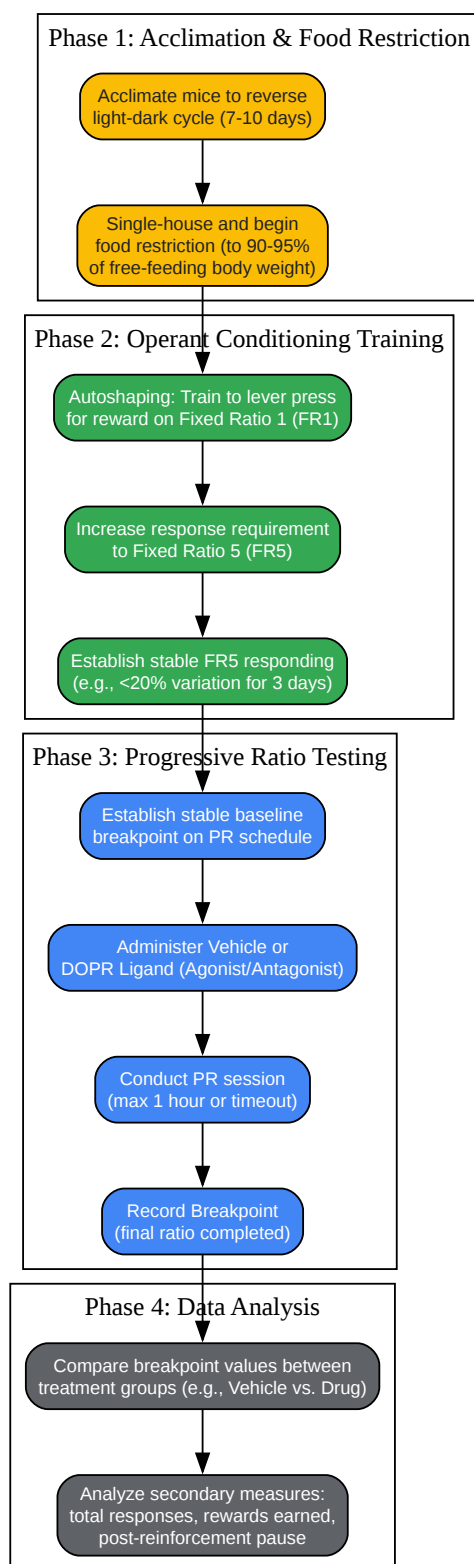 Phase 1: Acclimation & Food Restriction
Acclimate mice to reverse
light-dark cycle (7-10 days)
Single-house and begin
food restriction (to 90-95%
of free-feeding body weight)
Phase 2: Operant Conditioning Training
Autoshaping: Train to lever press
for reward on Fixed Ratio 1 (FR1)
Increase response requirement
to Fixed Ratio 5 (FR5)
Establish stable FR5 responding
(e.g., <20% variation for 3 days)
Phase 3: Progressive Ratio Testing
Establish stable baseline
breakpoint on PR schedule
Administer Vehicle or
DOPR Ligand (Agonist/Antagonist)
Conduct PR session
(max 1 hour or timeout)
Record Breakpoint
(final ratio completed)
Phase 4: Data Analysis
Compare breakpoint values between
treatment groups (e.g., Vehicle vs. Drug)
Analyze secondary measures:
total responses, rewards earned,
post-reinforcement pause